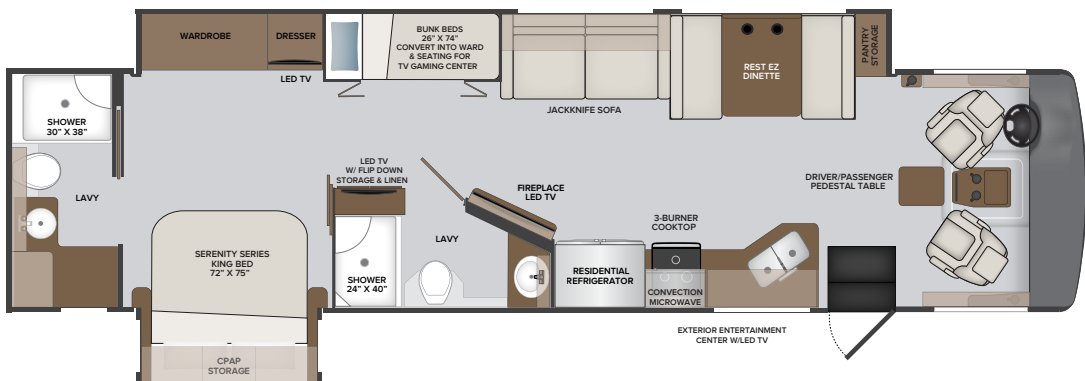 WARDROBE
DRESSER
LED TV
BUNK BEDS
26" X 74"
CONVERT INTO WARD
& SEATING FOR
TV GAMING CENTER
JACKKNIFE SOFA
REST EZ
DINETTE
PANTRY
STORAGE
SHOWER
30" X 38"
LAVY
LED TV
W/ FLIP DOWN
STORAGE & LINEN
FIREPLACE
LED TV
DRIVER/PASSENGER
PEDESTAL TABLE
SERENITY SERIES
KING BED
72" X 75"
LAVY
SHOWER
24" X 40"
3-BURNER
COOKTOP
RESIDENTIAL
REFRIGERATOR
CONVECTION
MICROWAVE
EXTERIOR ENTERTAINMENT
CENTER W/LED TV
CPAP
STORAGE